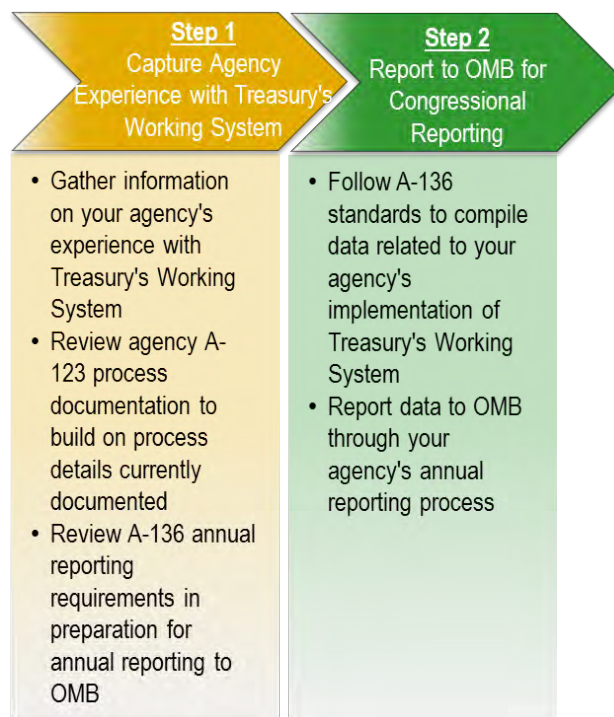 Step 1
Capture Agency
Experience with Treasury's
Working System
Step 2
Report to OMB for
Congressional
Reporting
• Gather information
on your agency's
experience with
Treasury's Working
System
• Review agency A-
123 process
documentation to
build on process
details currently
documented
• Review A-136 annual
reporting
requirements in
preparation for
annual reporting to
OMB
• Follow A-136
standards to compile
data related to your
agency's
implementation of
Treasury's Working
System
• Report data to OMB
through your
agency's annual
reporting process